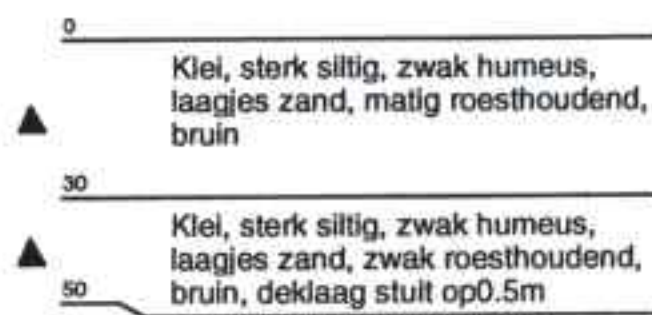 0
Klei, sterk siltig, zwak humeus,
laagjes zand, matig roesthoudend,
bruin
30
Klei, sterk siltig, zwak humeus,
laagjes zand, zwak roesthoudend,
bruin, deklaag stuit op0.5m
50